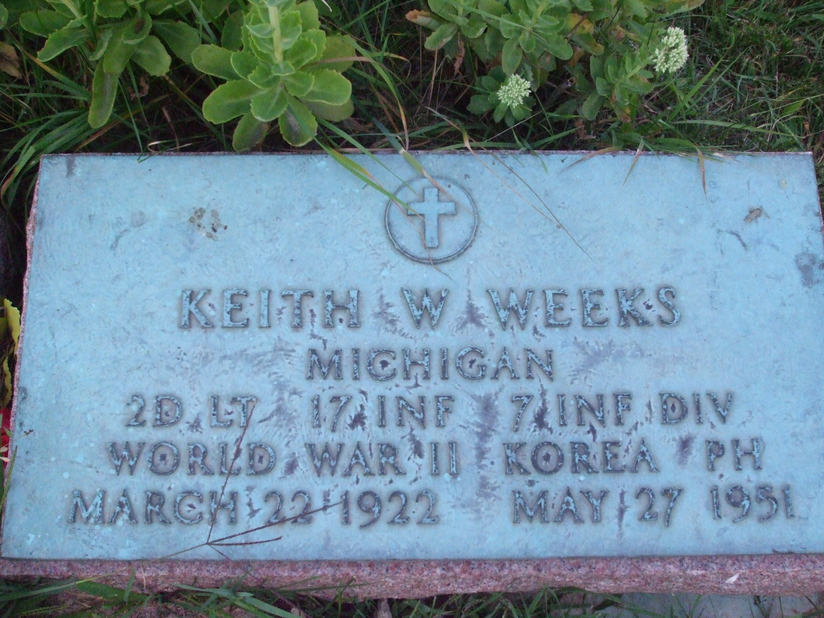 KEITH W WEEKS
MICHIGAN
2D LT 17 INF 7 INF DIV
WORLD WAR II KOREA PH
MARCH 22 1922 MAY 27 1951